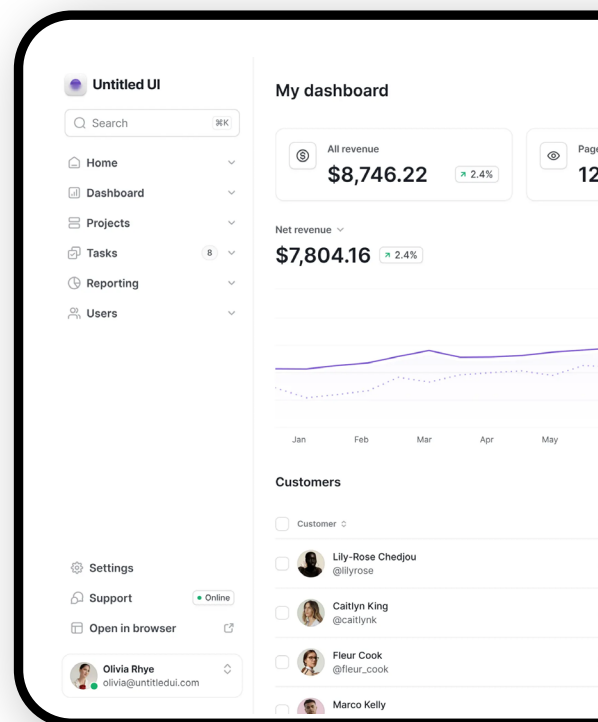 Untitled UI
Search ⌘K
Home
Dashboard
Projects
Tasks 8
Reporting
Users
Settings
Support Online
Open in browser
Olivia Rhye
olivia@untitledui.com
My dashboard
All revenue
$8,746.22 2.4%
Page
12
Net revenue
$7,804.16 2.4%
Jan Feb Mar Apr May
Customers
Customer
Lily-Rose Chedjou
@lilyrose
Caitlyn King
@caitlynk
Fleur Cook
@fleur_cook
Marco Kelly